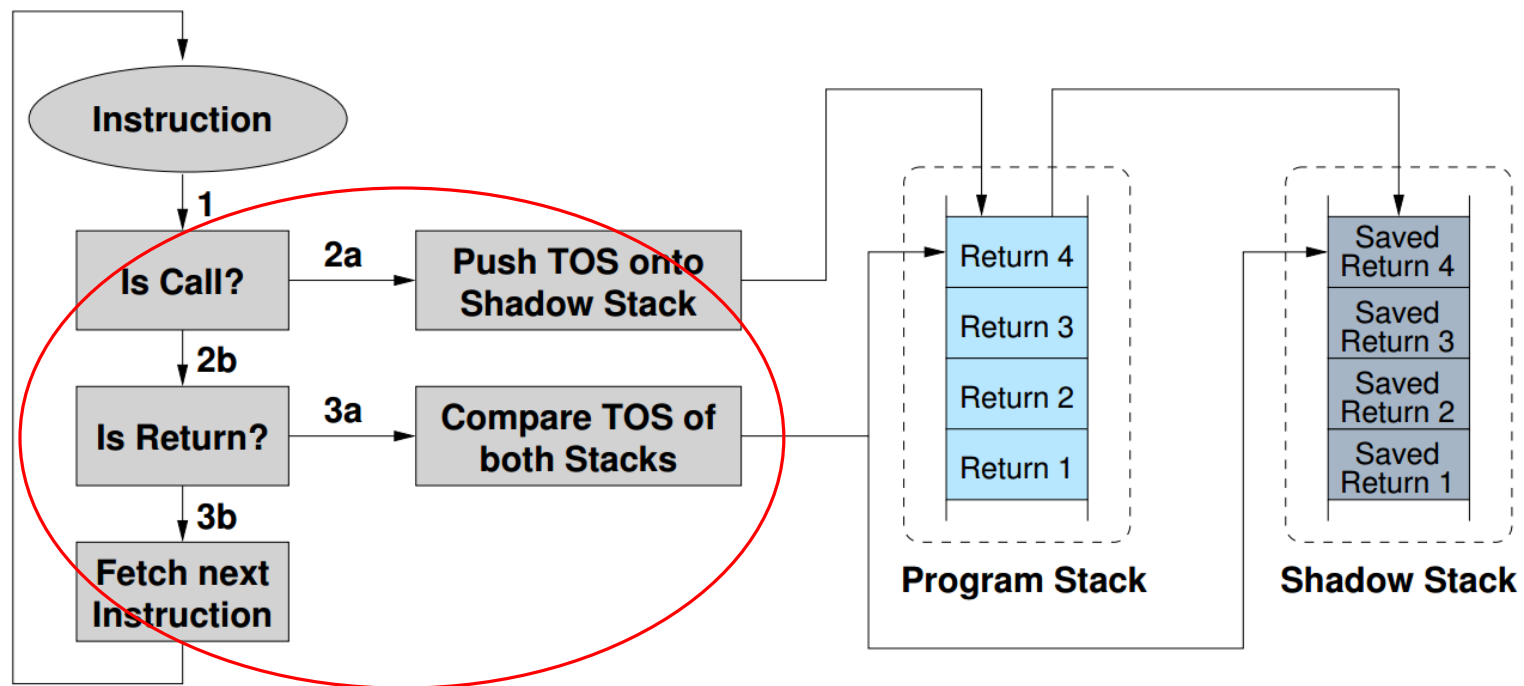 Instruction
1
Is Call?
2a
Push TOS onto
Shadow Stack
2b
Is Return?
3a
Compare TOS of
both Stacks
3b
Fetch next
Instruction
Return 4
Return 3
Return 2
Return 1
Program Stack
Saved
Return 4
Saved
Return 3
Saved
Return 2
Saved
Return 1
Shadow Stack